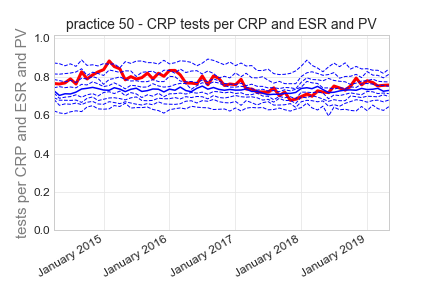 practice 50 - CRP tests per CRP and ESR and PV
tests per CRP and ESR and PV
1.0
0.8
0.6
0.4
0.2
0.0
January 2015
January 2016
January 2017
January 2018
January 2019